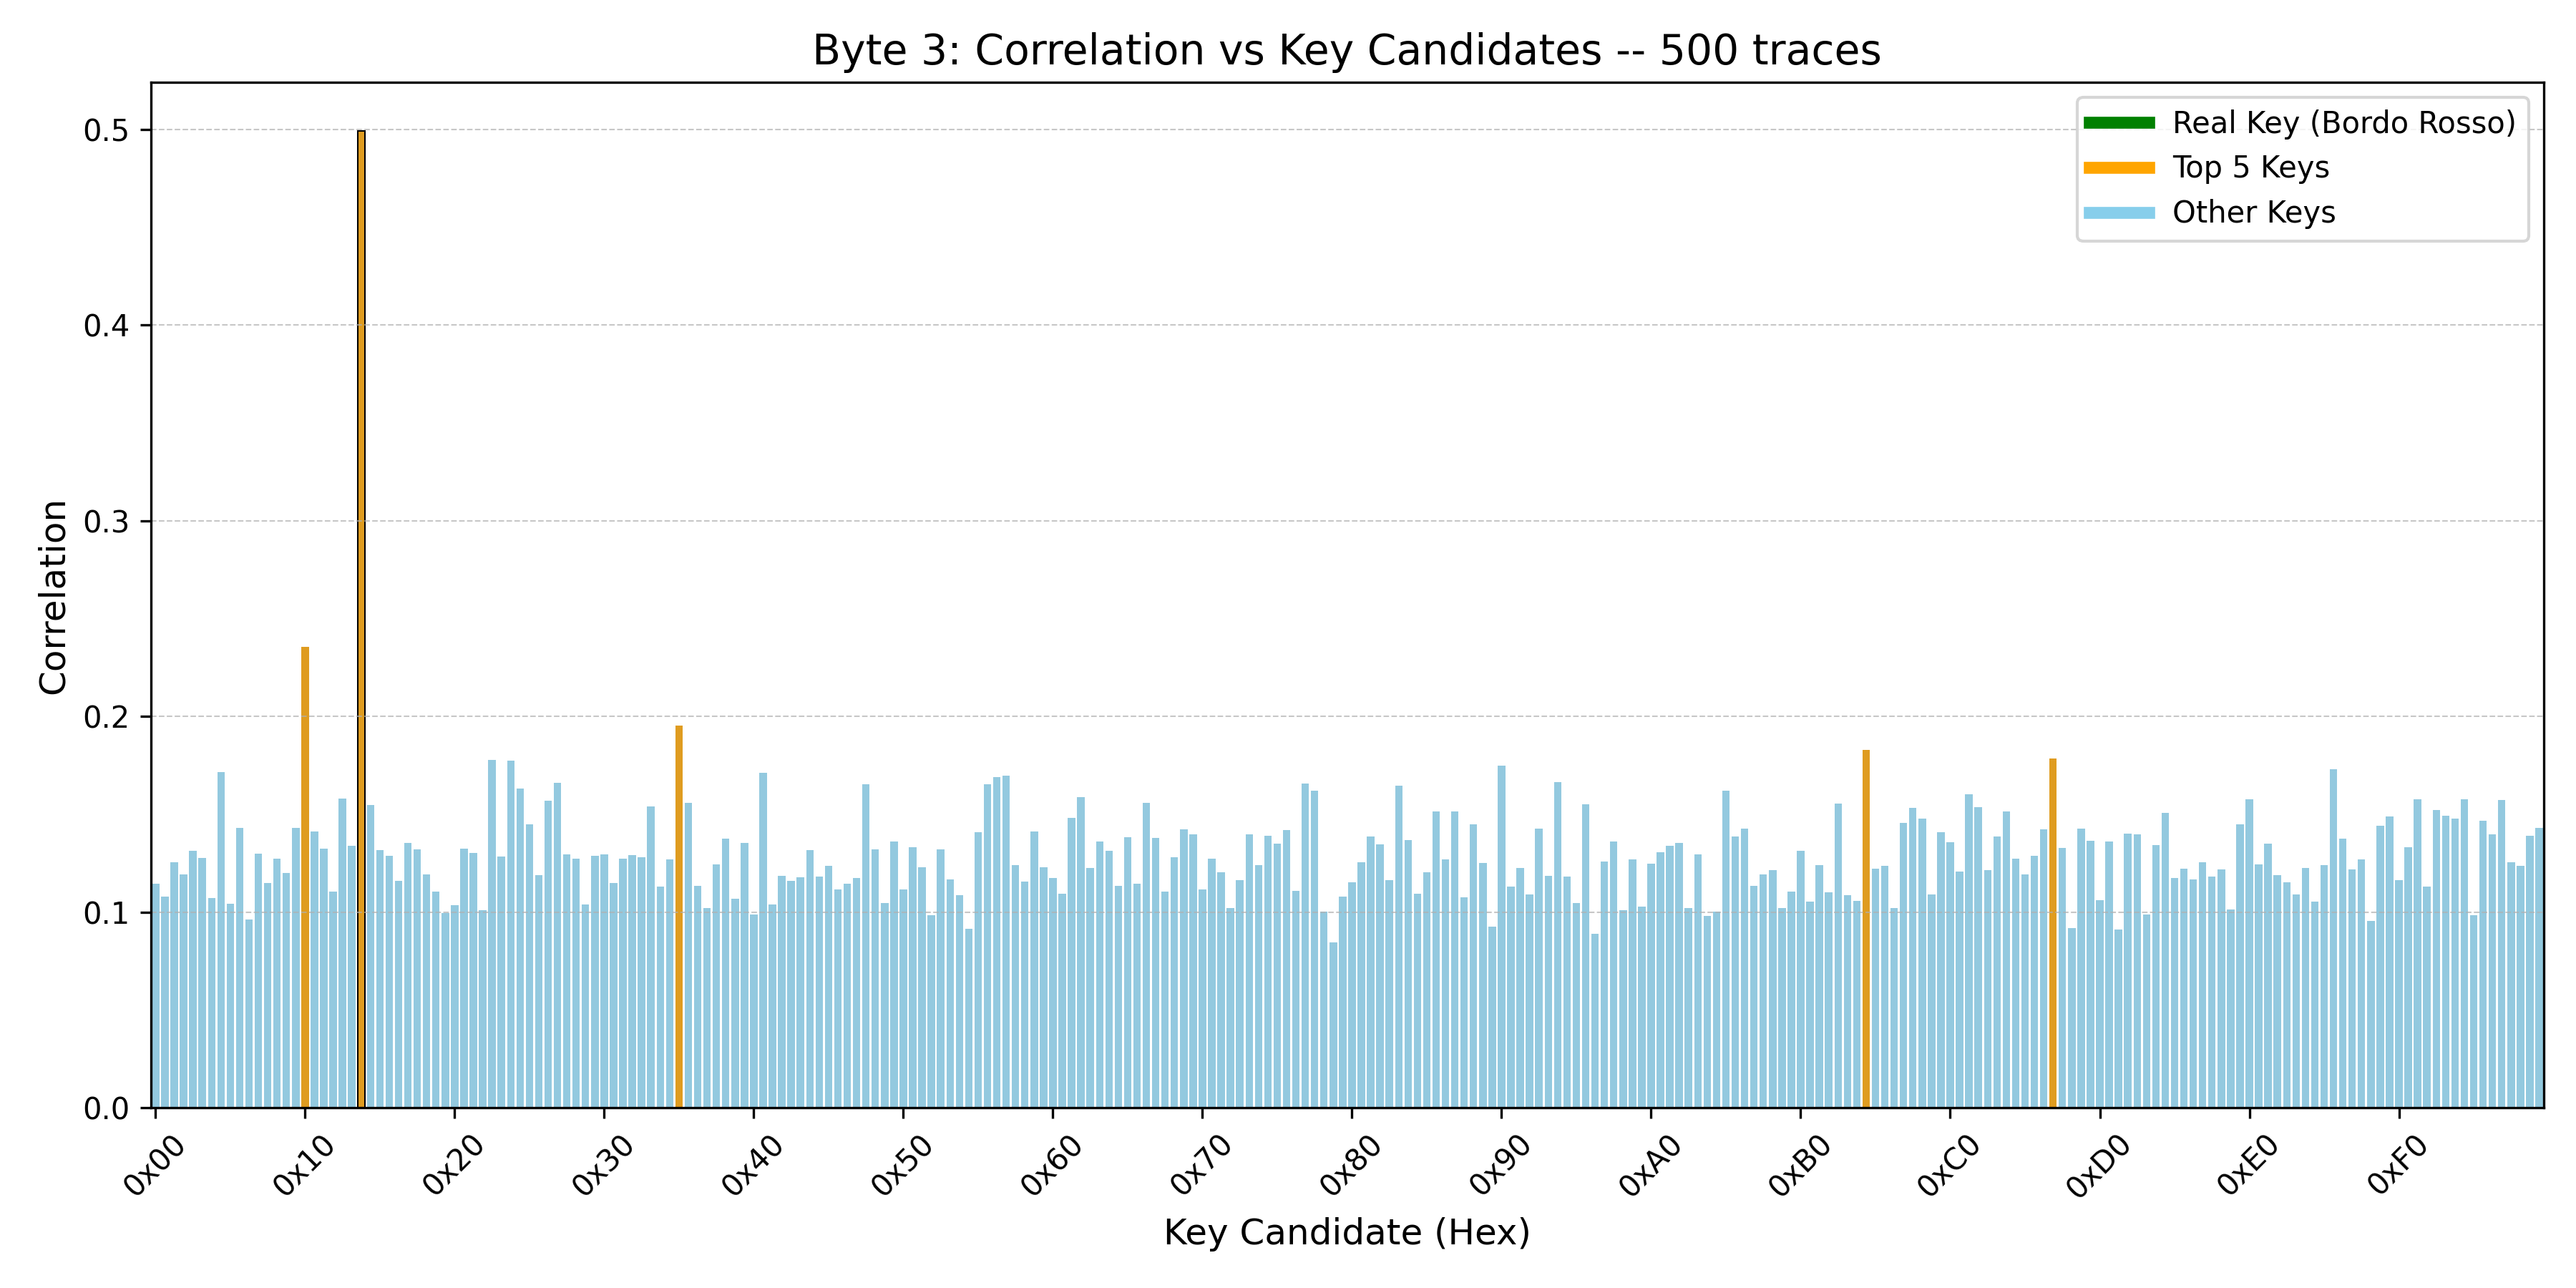 Byte 3: Correlation vs Key Candidates -- 500 traces
Real Key (Bordo Rosso)
Top 5 Keys
Other Keys
Correlation
0.5
0.4
0.3
0.2
0.1
0.0
0x00 0x10 0x20 0x30 0x40 0x50 0x60 0x70 0x80 0x90 0xA0 0xB0 0xC0 0xD0 0xE0 0xF0
Key Candidate (Hex)